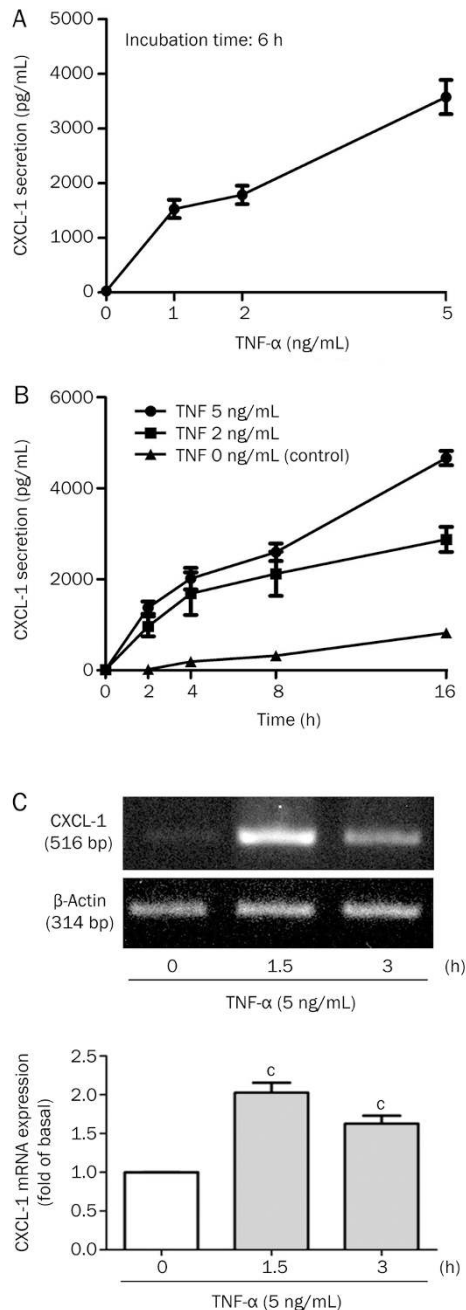 A
Incubation time: 6 h
CXCL-1 secretion (pg/mL)
5000
4000
3000
2000
1000
0
0 1 2 5
TNF-α (ng/mL)
B
TNF 5 ng/mL
TNF 2 ng/mL
TNF 0 ng/mL (control)
CXCL-1 secretion (pg/mL)
6000
4000
2000
0
0 2 4 8 16
Time (h)
C
CXCL-1
(516 bp)
β-Actin
(314 bp)
0 1.5 3 (h)
TNF-α (5 ng/mL)
CXCL-1 mRNA expression
(fold of basal)
2.5
2.0
1.5
1.0
0.5
0.0
c c
0 1.5 3 (h)
TNF-α (5 ng/mL)